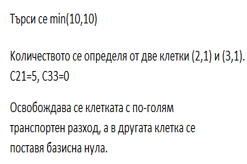 Търси се min(10,10)
Количеството се определя от две клетки (2,1) и (3,1).
C21=5, C33=0
Освобождава се клетката с по-голям
транспортен разход, а в другата клетка се
поставя базисна нула.